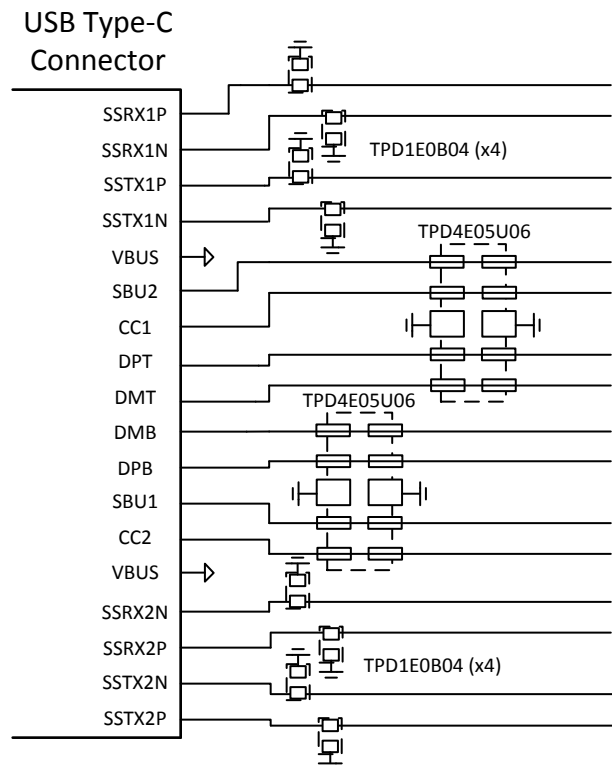 USB Type-C
Connector
SSRX1P
SSRX1N
TPD1E0B04 (x4)
SSTX1P
SSTX1N
VBUS
TPD4E05U06
SBU2
CC1
DPT
DMT
TPD4E05U06
DMB
DPB
SBU1
CC2
VBUS
SSRX2N
SSRX2P
TPD1E0B04 (x4)
SSTX2N
SSTX2P